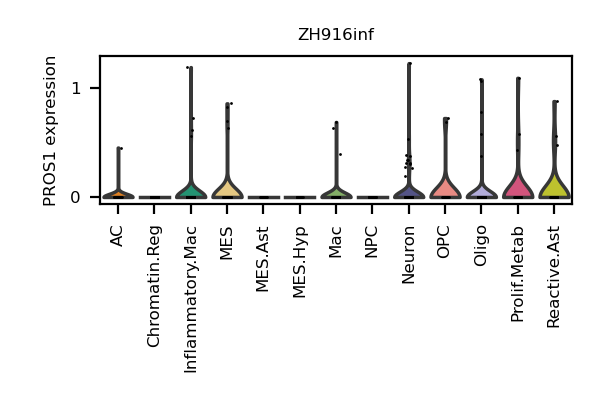 ZH916inf
PROS1 expression
1
0
AC
Chromatin.Reg
Inflammatory.Mac
MES
MES.Ast
MES.Hyp
Mac
NPC
Neuron
OPC
Oligo
Prolif.Metab
Reactive.Ast